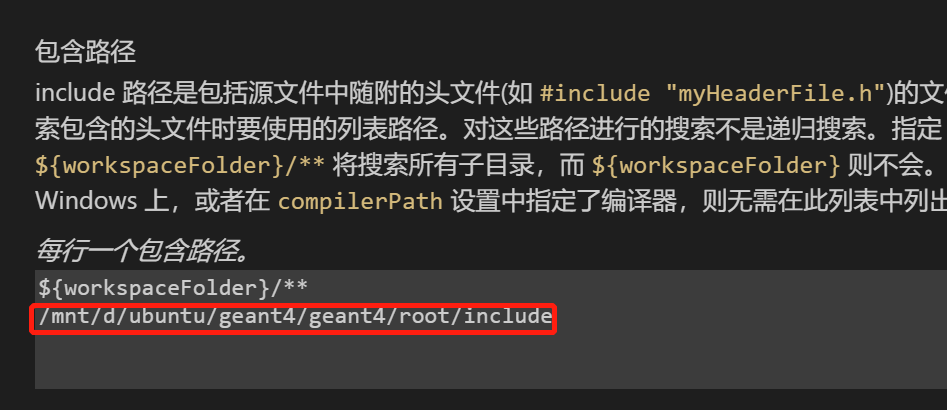 包含路径
include 路径是包括源文件中随附的头文件(如 #include "myHeaderFile.h")的文
索包含的头文件时要使用的列表路径。对这些路径进行的搜索不是递归搜索。指定
${workspaceFolder}/** 将搜索所有子目录，而 ${workspaceFolder} 则不会。
Windows 上，或者在 compilerPath 设置中指定了编译器，则无需在此列表中列出
每行一个包含路径。
${workspaceFolder}/**
/mnt/d/ubuntu/geant4/geant4/root/include